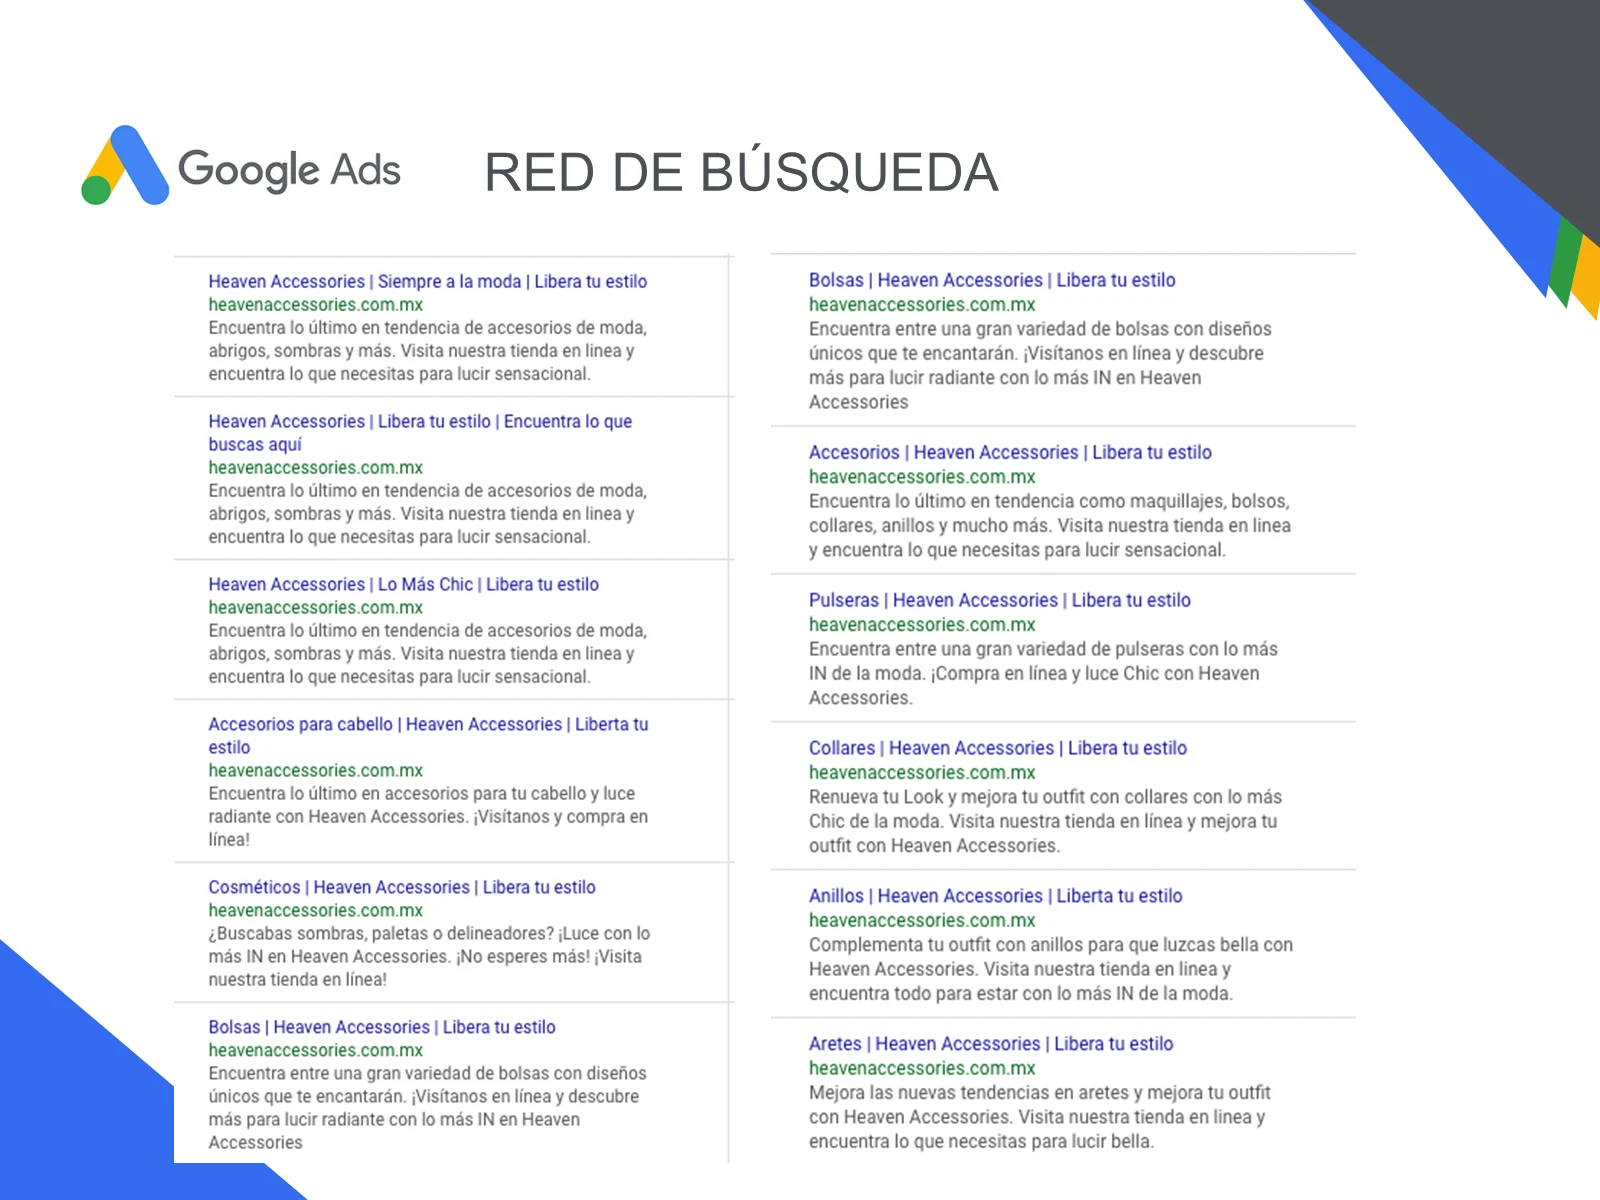 Google Ads
RED DE BÚSQUEDA
Heaven Accessories | Siempre a la moda | Libera tu estilo
heavenaccessories.com.mx
Encuentra lo último en tendencia de accesorios de moda,
abrigos, sombras y más. Visita nuestra tienda en linea y
encuentra lo que necesitas para lucir sensacional.
Heaven Accessories | Libera tu estilo | Encuentra lo que
buscas aquí
heavenaccessories.com.mx
Encuentra lo último en tendencia de accesorios de moda,
abrigos, sombras y más. Visita nuestra tienda en linea y
encuentra lo que necesitas para lucir sensacional.
Heaven Accessories | Lo Más Chic | Libera tu estilo
heavenaccessories.com.mx
Encuentra lo último en tendencia de accesorios de moda,
abrigos, sombras y más. Visita nuestra tienda en linea y
encuentra lo que necesitas para lucir sensacional.
Accesorios para cabello | Heaven Accessories | Liberta tu
estilo
heavenaccessories.com.mx
Encuentra lo último en accesorios para tu cabello y luce
radiante con Heaven Accessories. ¡Visítanos y compra en
línea!
Cosméticos | Heaven Accessories | Libera tu estilo
heavenaccessories.com.mx
¿Buscabas sombras, paletas o delineadores? ¡Luce con lo
más IN en Heaven Accessories. ¡No esperes más! ¡Visita
nuestra tienda en línea!
Bolsas | Heaven Accessories | Libera tu estilo
heavenaccessories.com.mx
Encuentra entre una gran variedad de bolsas con diseños
únicos que te encantarán. ¡Visítanos en línea y descubre
más para lucir radiante con lo más IN en Heaven
Accessories
Bolsas | Heaven Accessories | Libera tu estilo
heavenaccessories.com.mx
Encuentra entre una gran variedad de bolsas con diseños
únicos que te encantarán. ¡Visítanos en línea y descubre
más para lucir radiante con lo más IN en Heaven
Accessories
Accesorios | Heaven Accessories | Libera tu estilo
heavenaccessories.com.mx
Encuentra lo último en tendencia como maquillajes, bolsos,
collares, anillos y mucho más. Visita nuestra tienda en linea
y encuentra lo que necesitas para lucir sensacional.
Pulseras | Heaven Accessories | Libera tu estilo
heavenaccessories.com.mx
Encuentra entre una gran variedad de pulseras con lo más
IN de la moda. ¡Compra en línea y luce Chic con Heaven
Accessories.
Collares | Heaven Accessories | Libera tu estilo
heavenaccessories.com.mx
Renueva tu Look y mejora tu outfit con collares con lo más
Chic de la moda. Visita nuestra tienda en línea y mejora tu
outfit con Heaven Accessories.
Anillos | Heaven Accessories | Liberta tu estilo
heavenaccessories.com.mx
Complementa tu outfit con anillos para que luzcas bella con
Heaven Accessories. Visita nuestra tienda en linea y
encuentra todo para estar con lo más IN de la moda.
Aretes | Heaven Accessories | Libera tu estilo
heavenaccessories.com.mx
Mejora las nuevas tendencias en aretes y mejora tu outfit
con Heaven Accessories. Visita nuestra tienda en linea y
encuentra lo que necesitas para lucir bella.